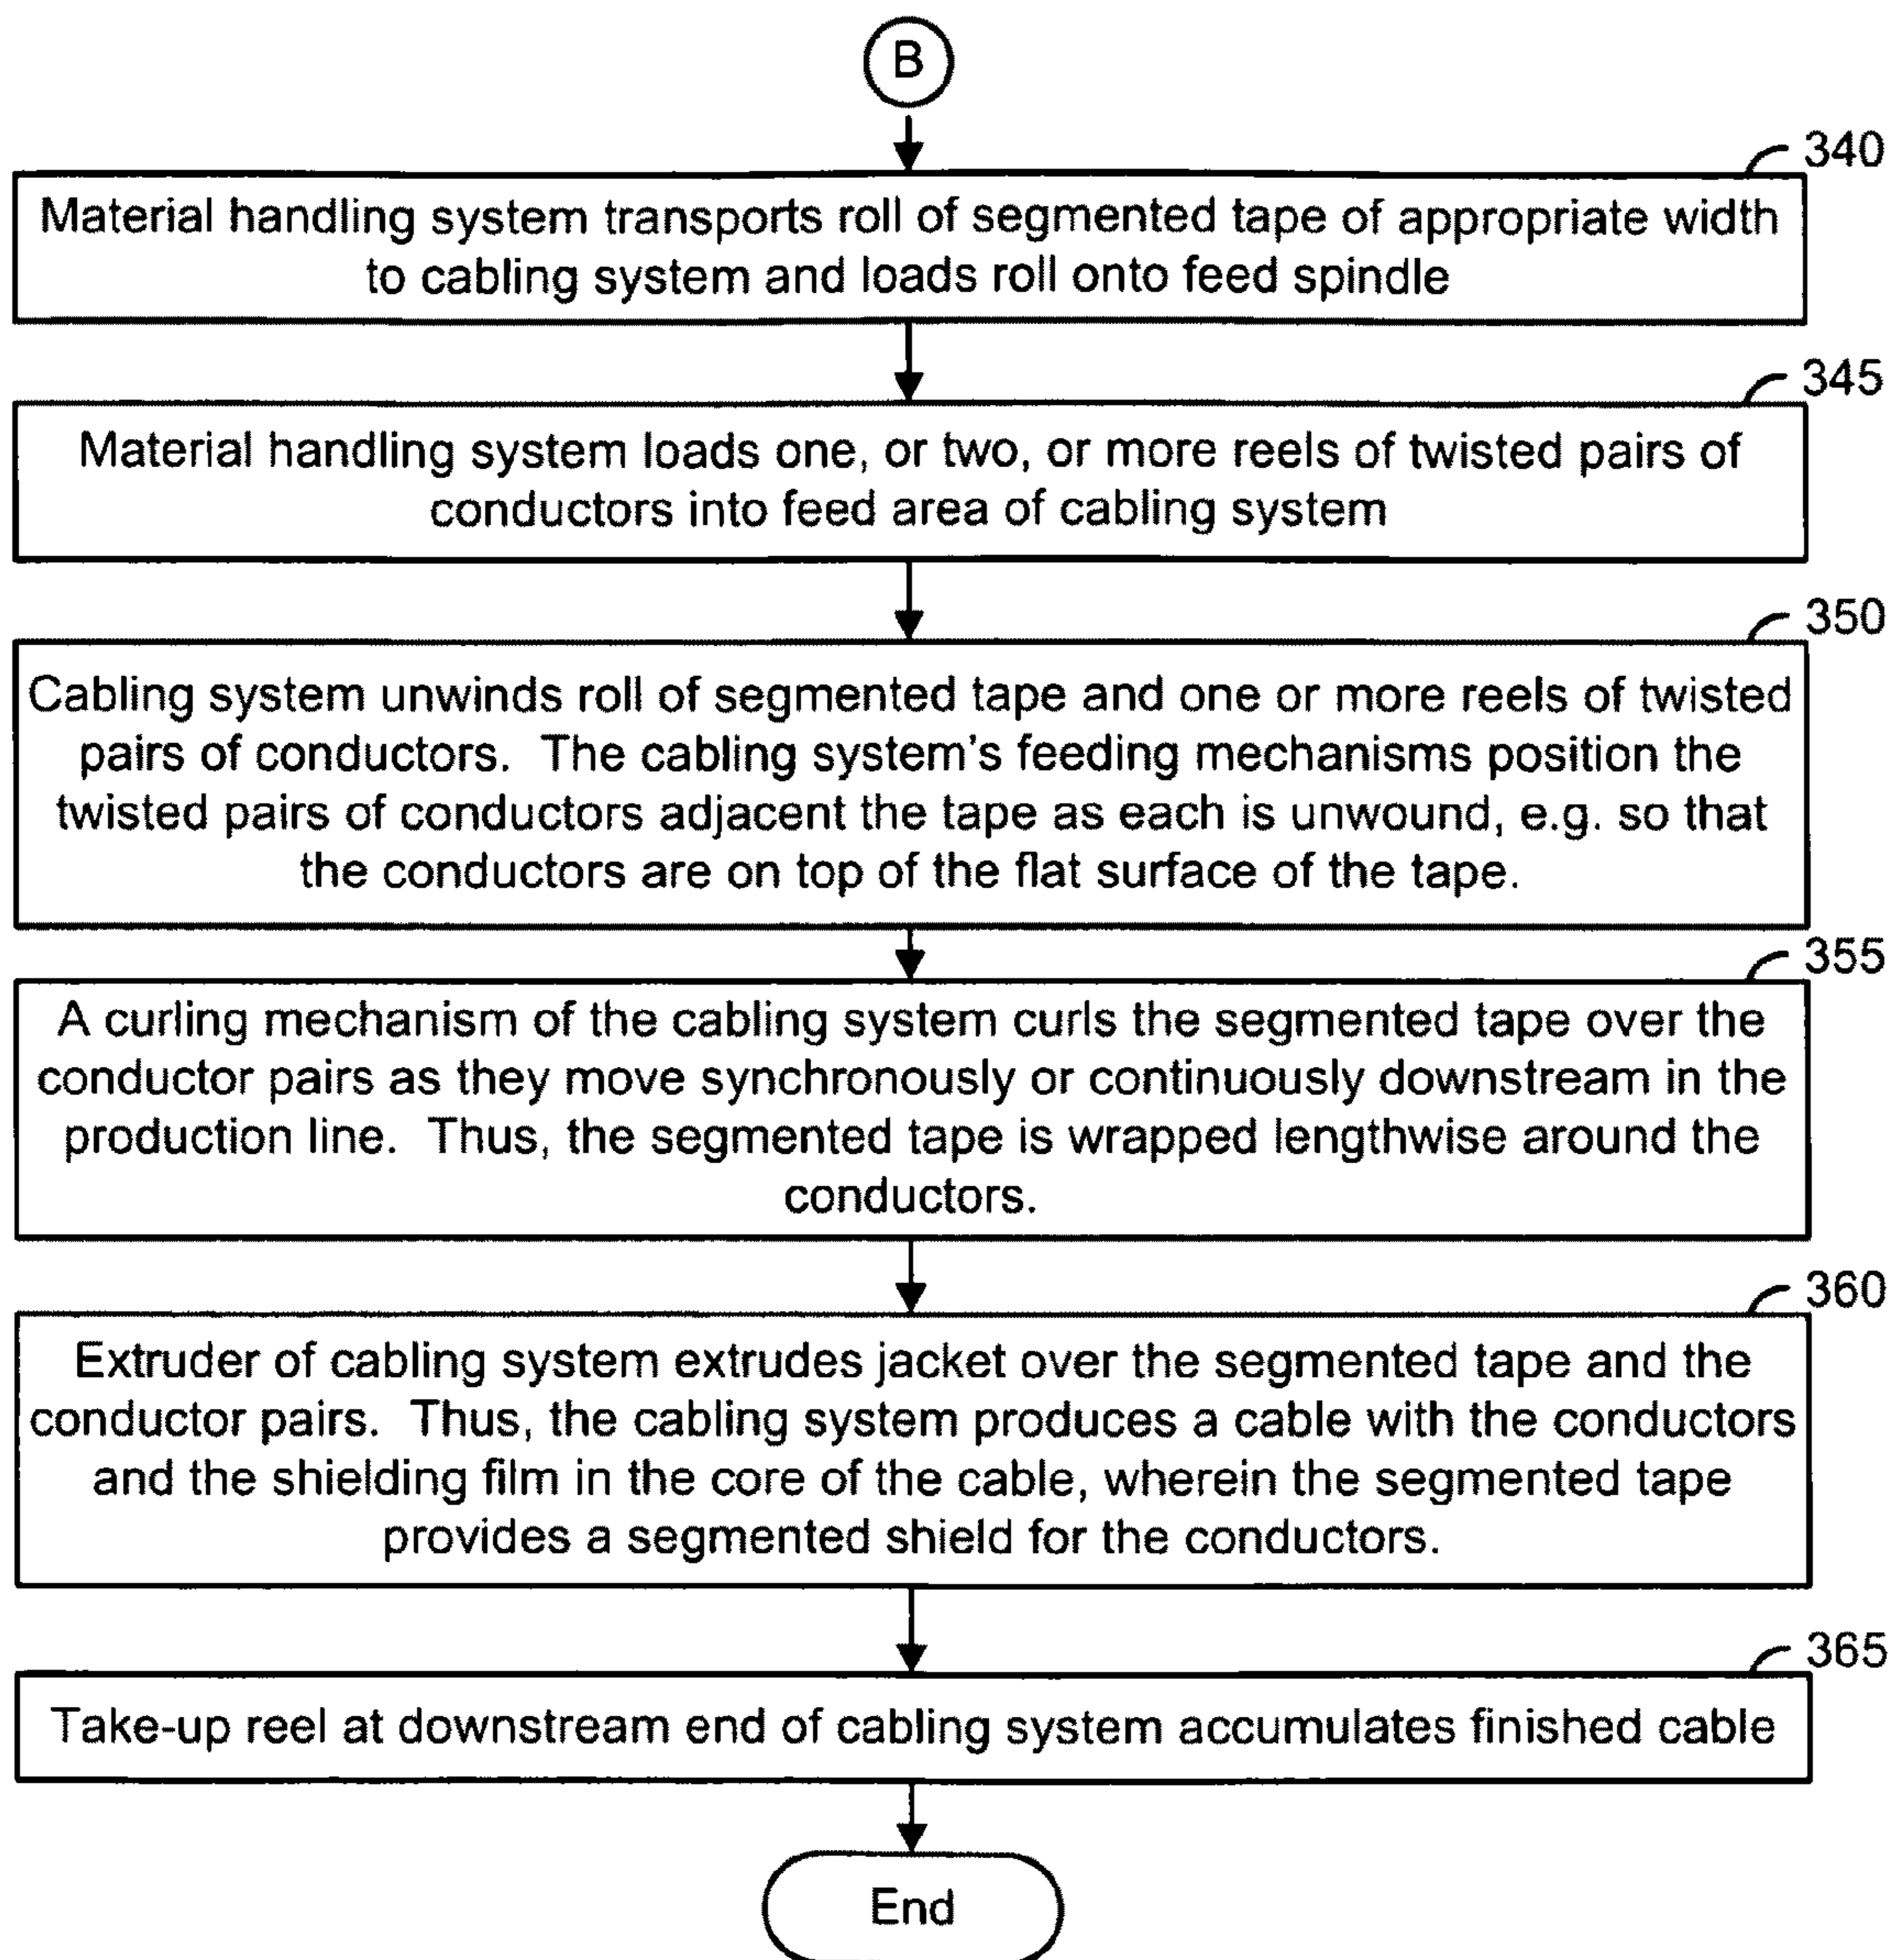 B
340
Material handling system transports roll of segmented tape of appropriate width
to cabling system and loads roll onto feed spindle
345
Material handling system loads one, or two, or more reels of twisted pairs of
conductors into feed area of cabling system
350
Cabling system unwinds roll of segmented tape and one or more reels of twisted
pairs of conductors.  The cabling system's feeding mechanisms position the
twisted pairs of conductors adjacent the tape as each is unwound, e.g. so that
the conductors are on top of the flat surface of the tape.
355
A curling mechanism of the cabling system curls the segmented tape over the
conductor pairs as they move synchronously or continuously downstream in the
production line.  Thus, the segmented tape is wrapped lengthwise around the
conductors.
360
Extruder of cabling system extrudes jacket over the segmented tape and the
conductor pairs.  Thus, the cabling system produces a cable with the conductors
and the shielding film in the core of the cable, wherein the segmented tape
provides a segmented shield for the conductors.
365
Take-up reel at downstream end of cabling system accumulates finished cable
End